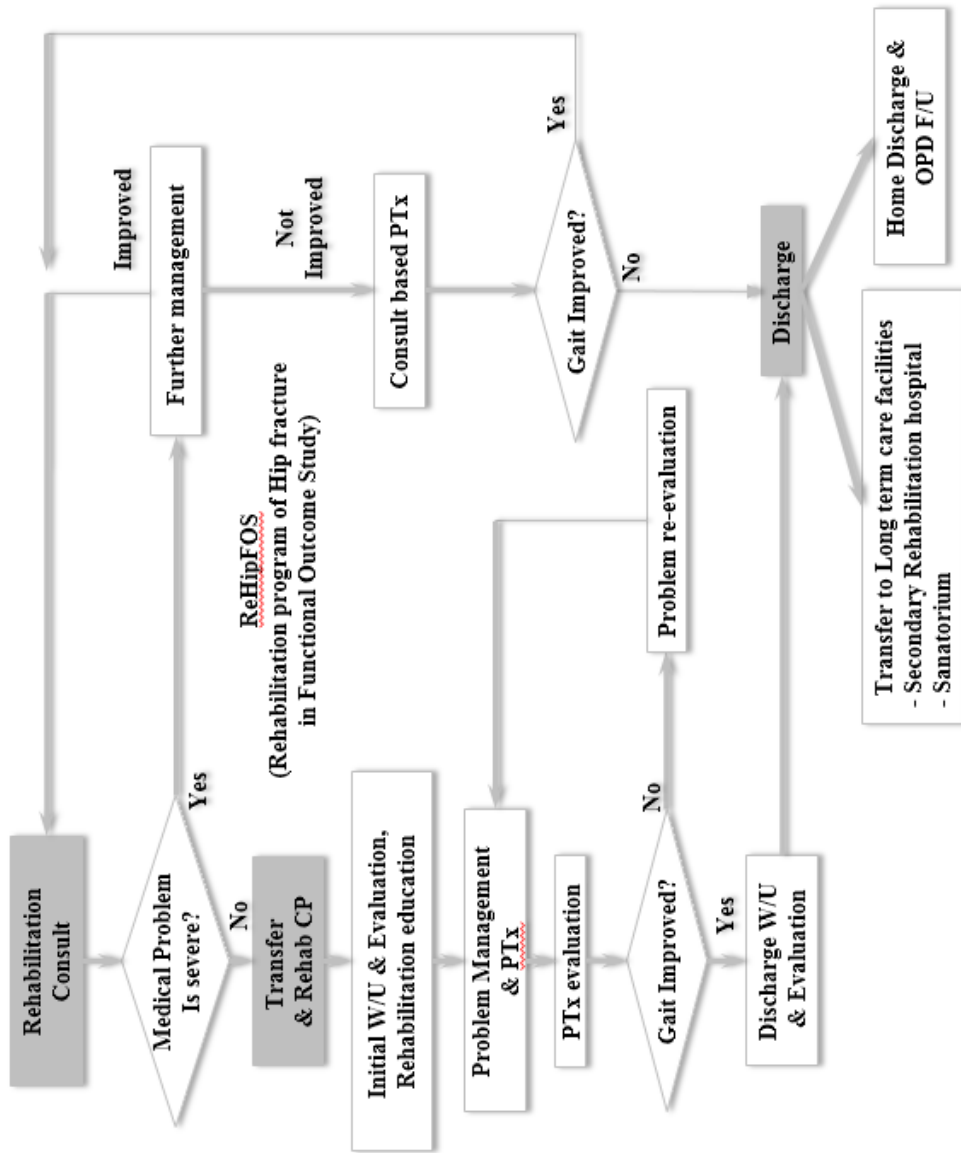 Rehabilitation
Consult
Medical Problem
Is severe?
Yes
No
Transfer
& Rehab CP
Initial W/U & Evaluation,
Rehabilitation education
Problem Management
& PTx
PTx evaluation
Gait Improved?
No
Yes
Discharge W/U
& Evaluation
Problem re-evaluation
ReHipFOS
(Rehabilitation program of Hip fracture
in Functional Outcome Study)
Improved
Further management
Not
Improved
Consult based PTx
Gait Improved?
Yes
No
Discharge
Transfer to Long term care facilities
- Secondary Rehabilitation hospital
- Sanatorium
Home Discharge &
OPD F/U